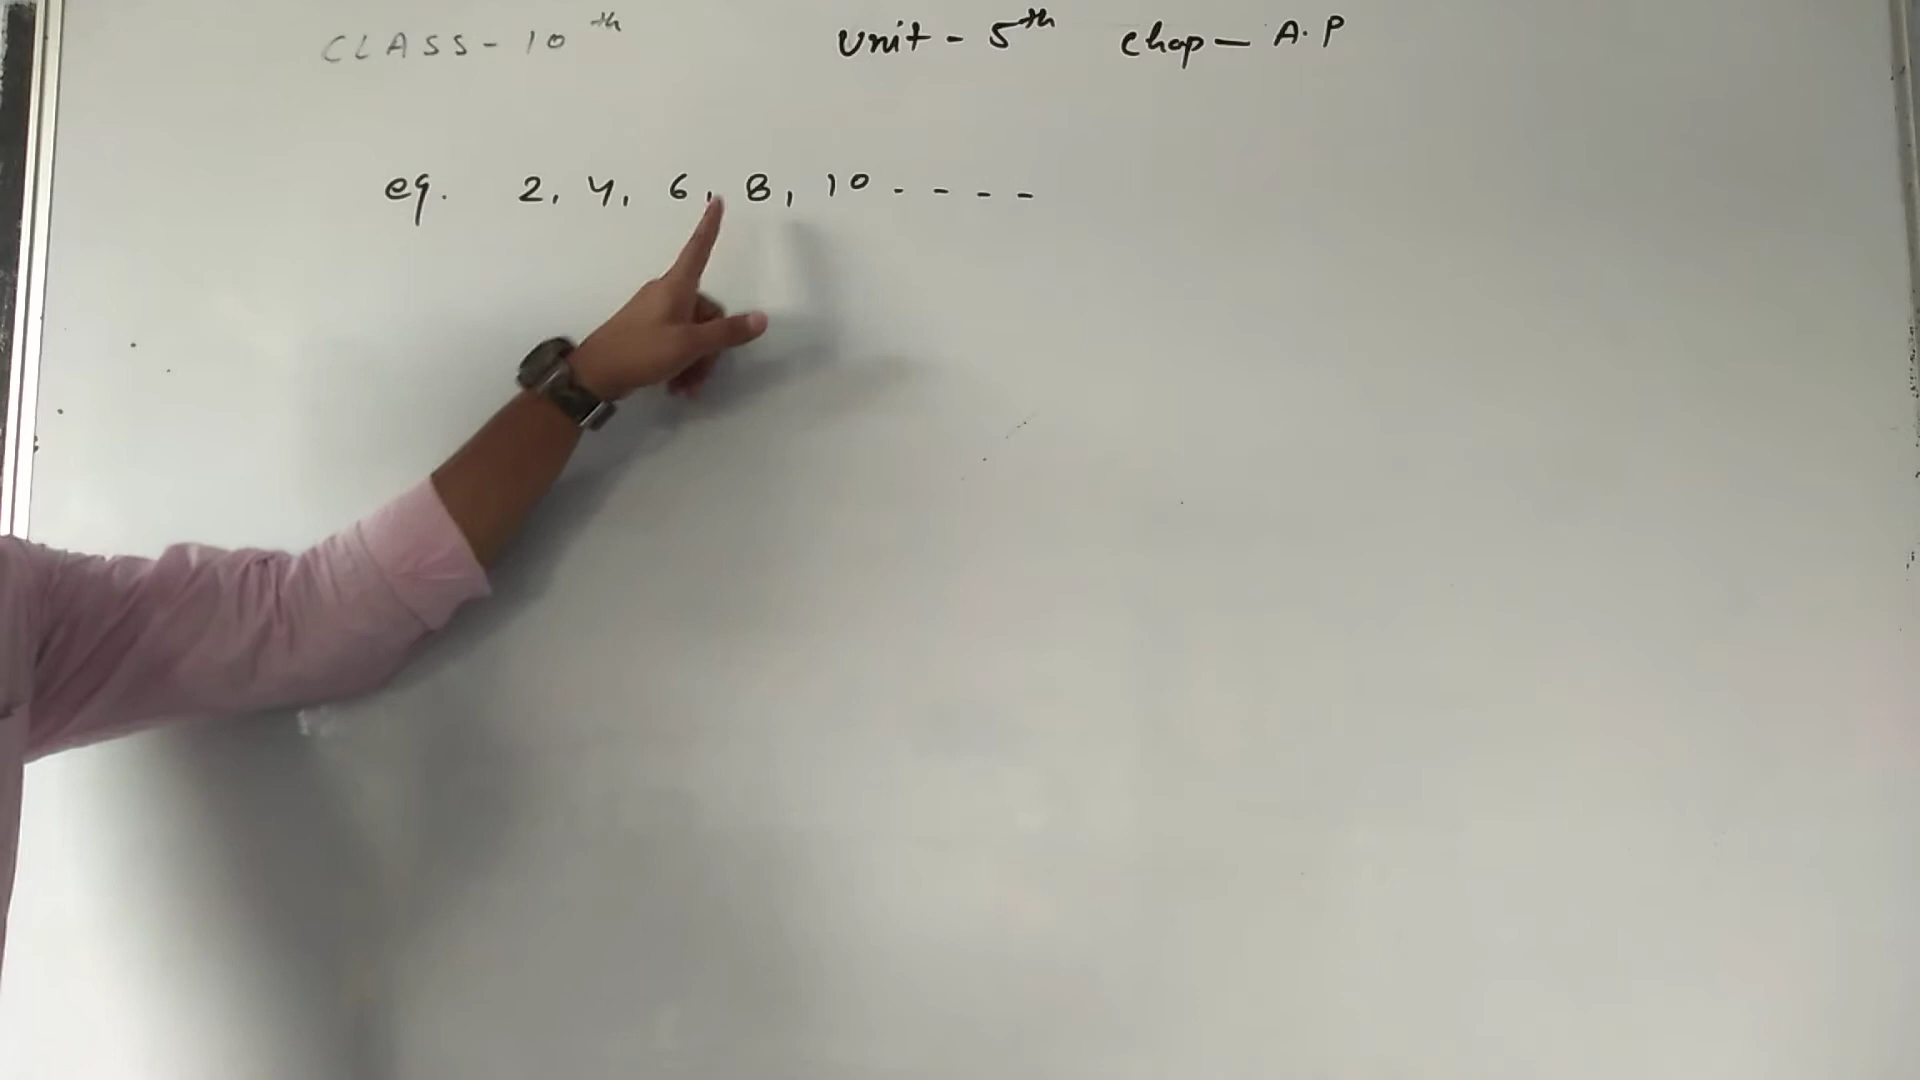 CLASS - 10th Unit - 5th Chap - A.P
eg. 2, 4, 6, 8, 10 - - - -